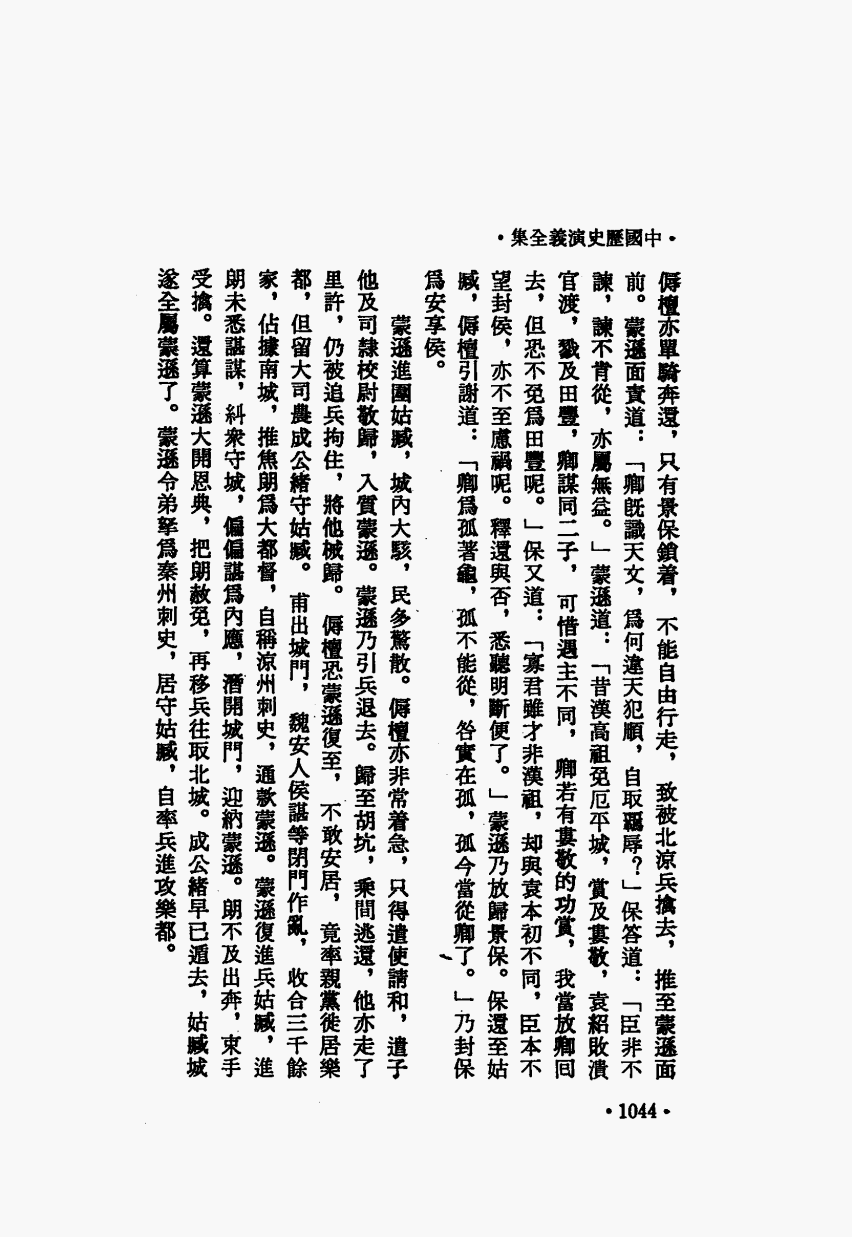 ·中國歷史演義全集·
傉檀亦單騎奔還，只有景保鎖着，不能自由行走，致被北涼兵擒去，推至蒙遜面
前。蒙遜面責道：「卿旣識天文，爲何違天犯順，自取羈辱？」保答道：「臣非不
諫，諫不肯從，亦屬無益。」蒙遜道：「昔漢高祖免厄平城，賞及婁敬，袁紹敗潰
官渡，戮及田豐，卿謀同二子，可惜遇主不同，卿若有婁敬的功賞，我當放卿囘
去，但恐不免爲田豐呢。」保又道：「寡君雖才非漢祖，却與袁本初不同，臣本不
望封侯，亦不至慮禍呢。釋還與否，悉聽明斷便了。」蒙遜乃放歸景保。保還至姑
臧，傉檀引謝道：「卿爲孤蓍龜，孤不能從，咎實在孤，孤今當從卿了。」乃封保
爲安享侯。
蒙遜進圍姑臧，城內大駭，民多驚散。傉檀亦非常着急，只得遣使請和，遣子
他及司隸校尉敬歸，入質蒙遜。蒙遜乃引兵退去。歸至胡坑，乘間逃還，他亦走了
里許，仍被追兵拘住，將他械歸。傉檀恐蒙遜復至，不敢安居，竟率親黨徙居樂
都，但留大司農成公緒守姑臧。甫出城門，魏安人侯諶等閉門作亂，收合三千餘
家，佔據南城，推焦朗爲大都督，自稱涼州刺史，通款蒙遜。蒙遜復進兵姑臧，進
朗未悉諶謀，糾衆守城，偏偏諶爲內應，潛開城門，迎納蒙遜。朗不及出奔，束手
受擒。還算蒙遜大開恩典，把朗赦免，再移兵往取北城。成公緒早已遁去，姑臧城
遂全屬蒙遜了。蒙遜令弟拏爲秦州刺史，居守姑臧，自率兵進攻樂都。
·1044·